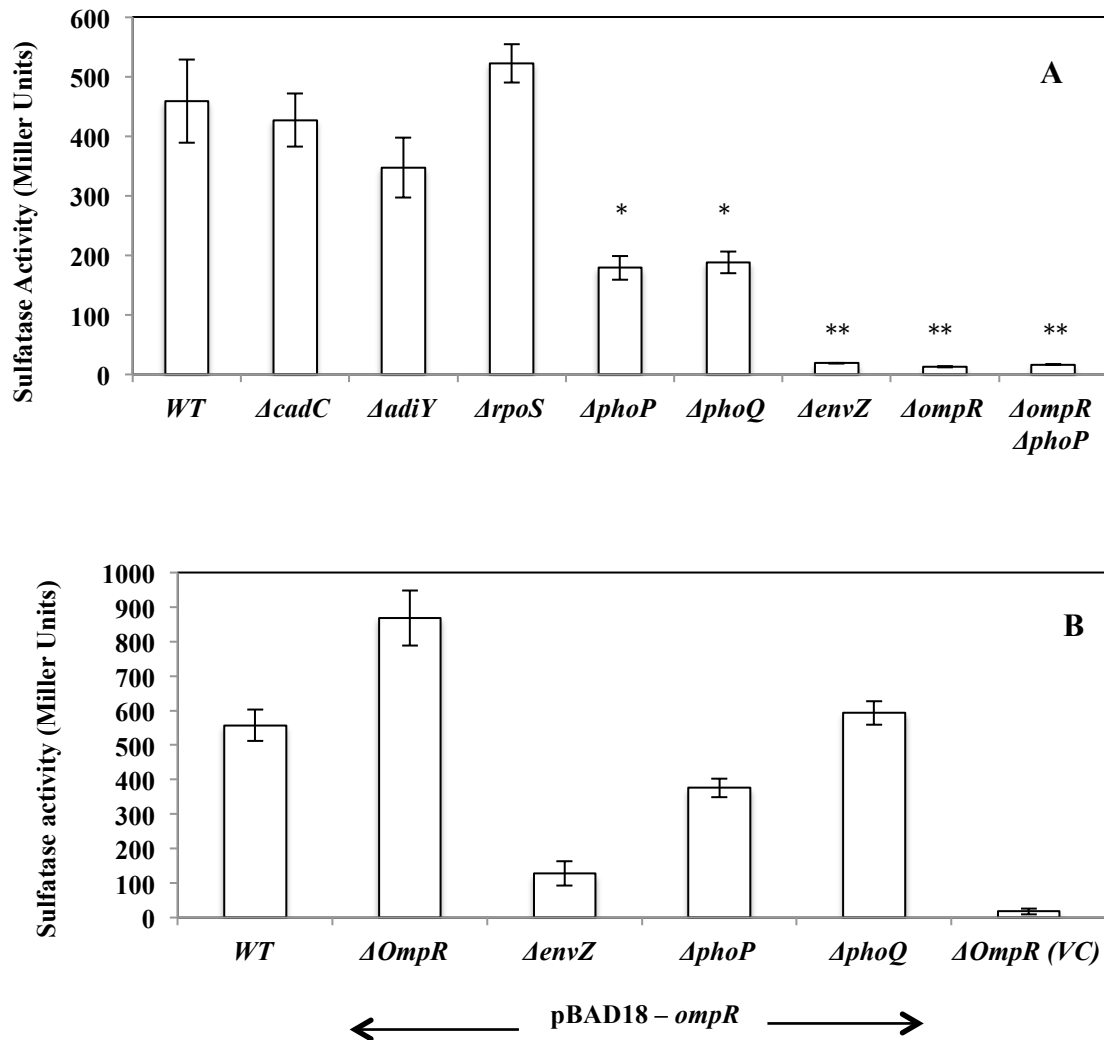 Sulfatase Activity (Miller Units)
600
500
400
300
200
100
0
A
* *
** ** **
WT ΔcadC ΔadiY ΔrpoS ΔphoP ΔphoQ ΔenvZ ΔompR ΔompR
ΔphoP
Sulfatase activity (Miller Units)
1000
900
800
700
600
500
400
300
200
100
0
B
WT ΔOmpR ΔenvZ ΔphoP ΔphoQ ΔOmpR (VC)
pBAD18 – ompR